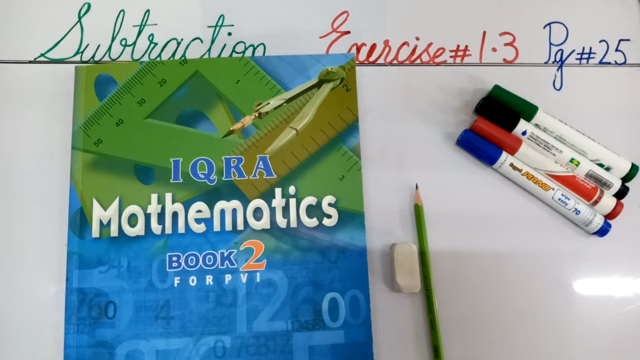 Subtraction Exercise#1.3 Pg#25
IQRA
Mathematics
BOOK 2
FOR PVI